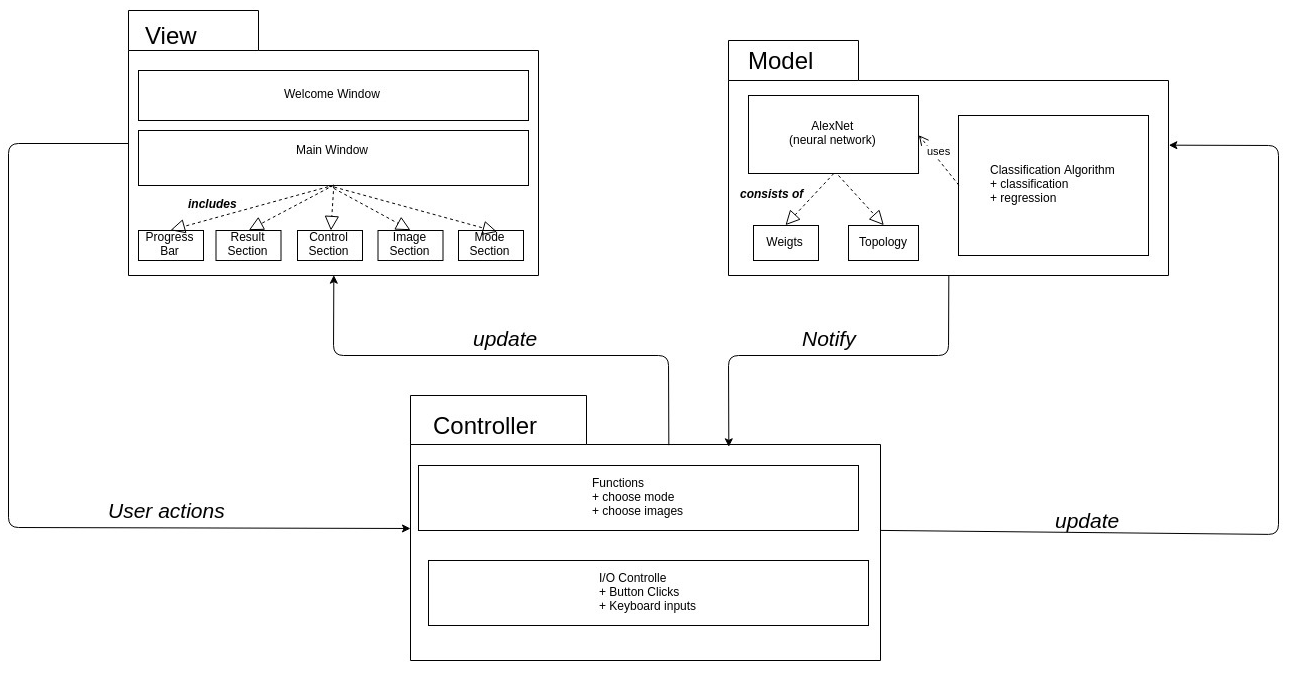 View
Welcome Window
Main Window
includes
Progress
Bar
Result
Section
Control
Section
Image
Section
Mode
Section
Model
AlexNet
(neural network)
uses
Classification Algorithm
+ classification
+ regression
consists of
Weigts
Topology
update
Notify
Controller
Functions
+ choose mode
+ choose images
User actions
update
I/O Controlle
+ Button Clicks
+ Keyboard inputs